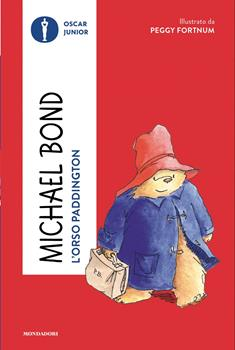 OSCAR
JUNIOR
Illustrato da
PEGGY FORTNUM
MICHAEL BOND
L'ORSO PADDINGTON
P.B.
MONDADORI